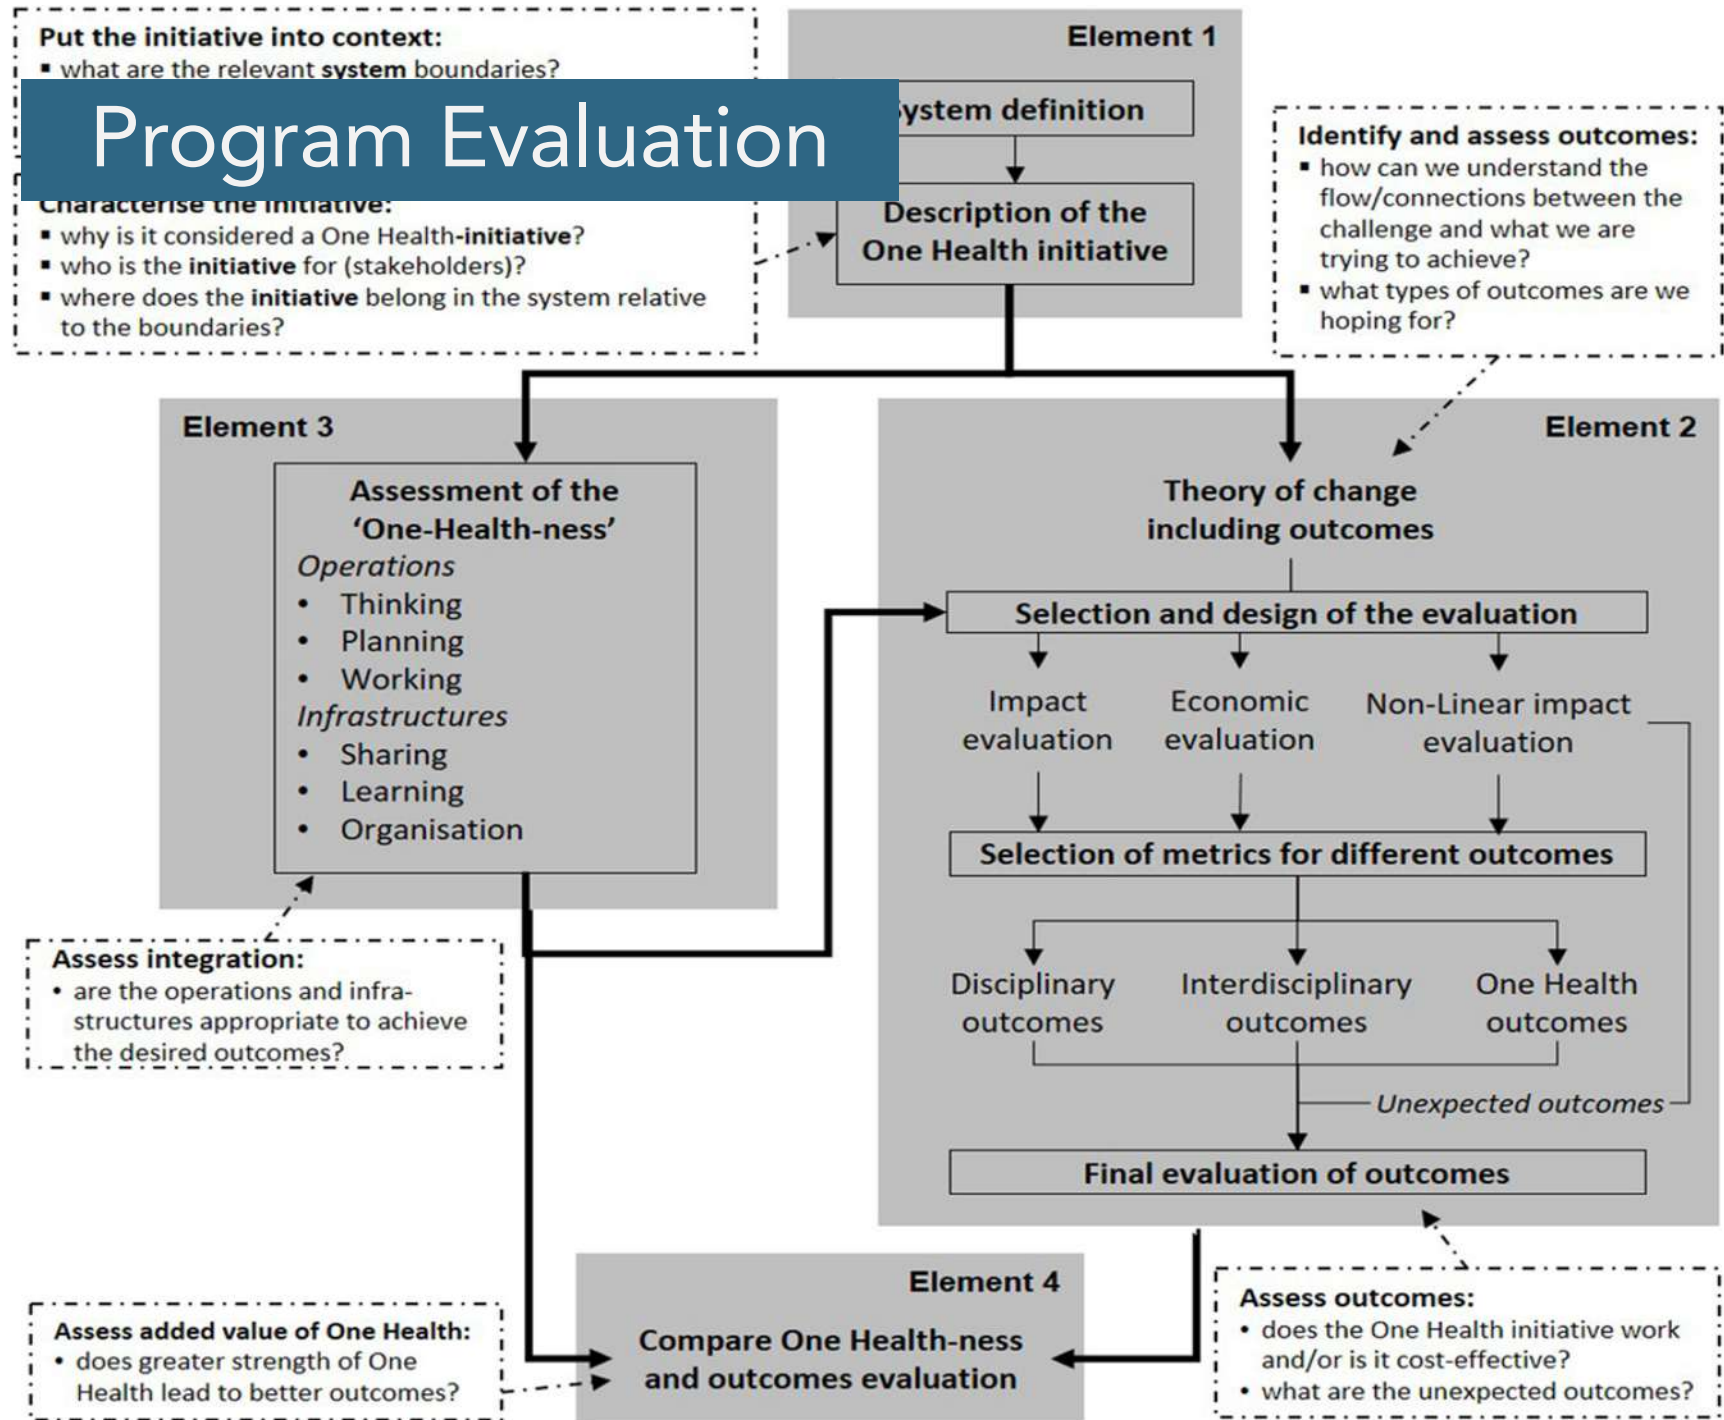 Put the initiative into context:
▪ what are the relevant system boundaries?
Program Evaluation
Characterise the initiative:
▪ why is it considered a One Health-initiative?
▪ who is the initiative for (stakeholders)?
▪ where does the initiative belong in the system relative
to the boundaries?
Element 1
ystem definition
Description of the
One Health initiative
Identify and assess outcomes:
▪ how can we understand the
flow/connections between the
challenge and what we are
trying to achieve?
▪ what types of outcomes are we
hoping for?
Element 3
Assessment of the
‘One-Health-ness’
Operations
• Thinking
• Planning
• Working
Infrastructures
• Sharing
• Learning
• Organisation
Assess integration:
• are the operations and infra-
structures appropriate to achieve
the desired outcomes?
Element 2
Theory of change
including outcomes
Selection and design of the evaluation
Impact
evaluation
Economic
evaluation
Non-Linear impact
evaluation
Selection of metrics for different outcomes
Disciplinary
outcomes
Interdisciplinary
outcomes
One Health
outcomes
Unexpected outcomes
Final evaluation of outcomes
Element 4
Compare One Health-ness
and outcomes evaluation
Assess added value of One Health:
• does greater strength of One
Health lead to better outcomes?
Assess outcomes:
• does the One Health initiative work
and/or is it cost-effective?
• what are the unexpected outcomes?